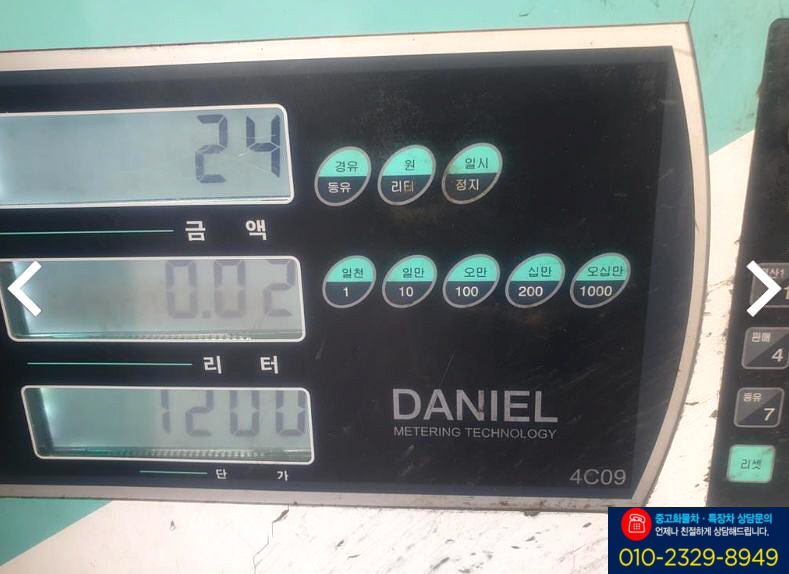 24
경유 원 일시
등유 리터 정지
금 액
0.02
일천 일만 오만 십만 오십만
1 10 100 200 1000
리 터
1200
DANIEL
METERING TECHNOLOGY
단 가
4C09
1
판매
4
등유
7
리셋
중고화물차 · 특장차 상담문의
언제나 친절하게 상담해드립니다.
010-2329-8949